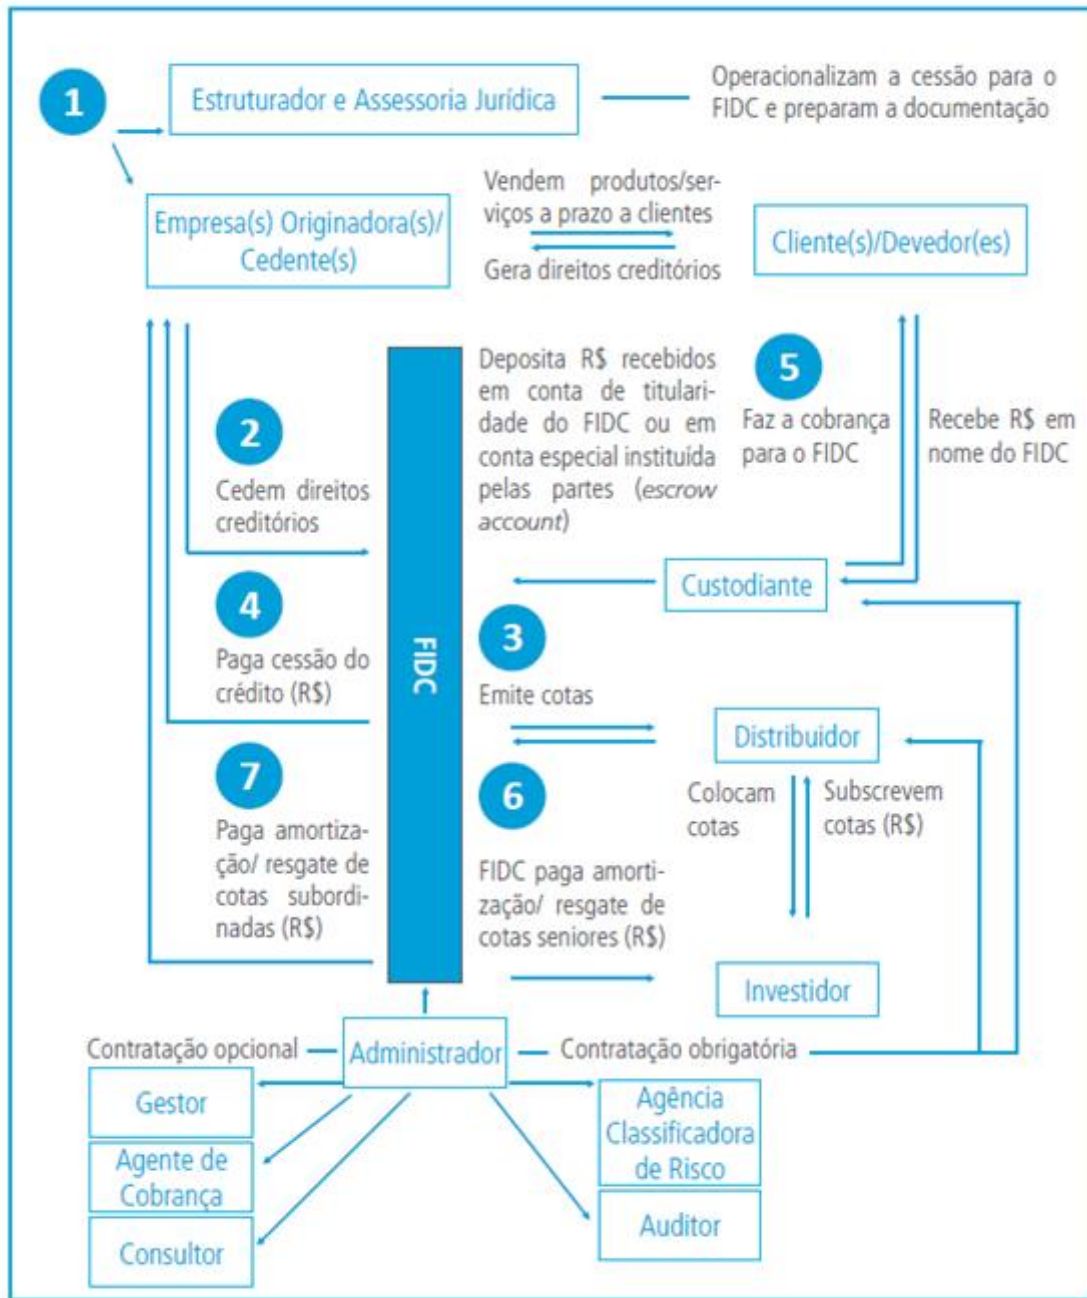 1
Estruturador e Assessoria Jurídica
Operacionalizam a cessão para o
FIDC e preparam a documentação
Empresa(s) Originadora(s)/
Cedente(s)
Vendem produtos/ser-
viços a prazo a clientes
Gera direitos creditórios
Cliente(s)/Devedor(es)
2
Cedem direitos
creditórios
Deposita R$ recebidos
em conta de titulari-
dade do FIDC ou em
conta especial instituída
pelas partes (escrow
account)
5
Faz a cobrança
para o FIDC
Recebe R$ em
nome do FIDC
Custodiante
4
Paga cessão do
crédito (R$)
FIDC
3
Emite cotas
Distribuidor
7
Paga amortiza-
ção/ resgate de
cotas subordi-
nadas (R$)
6
FIDC paga amorti-
zação/ resgate de
cotas seniores (R$)
Colocam
cotas
Subscrevem
cotas (R$)
Investidor
Contratação opcional
Administrador
Contratação obrigatória
Gestor
Agente de
Cobrança
Consultor
Agência
Classificadora
de Risco
Auditor